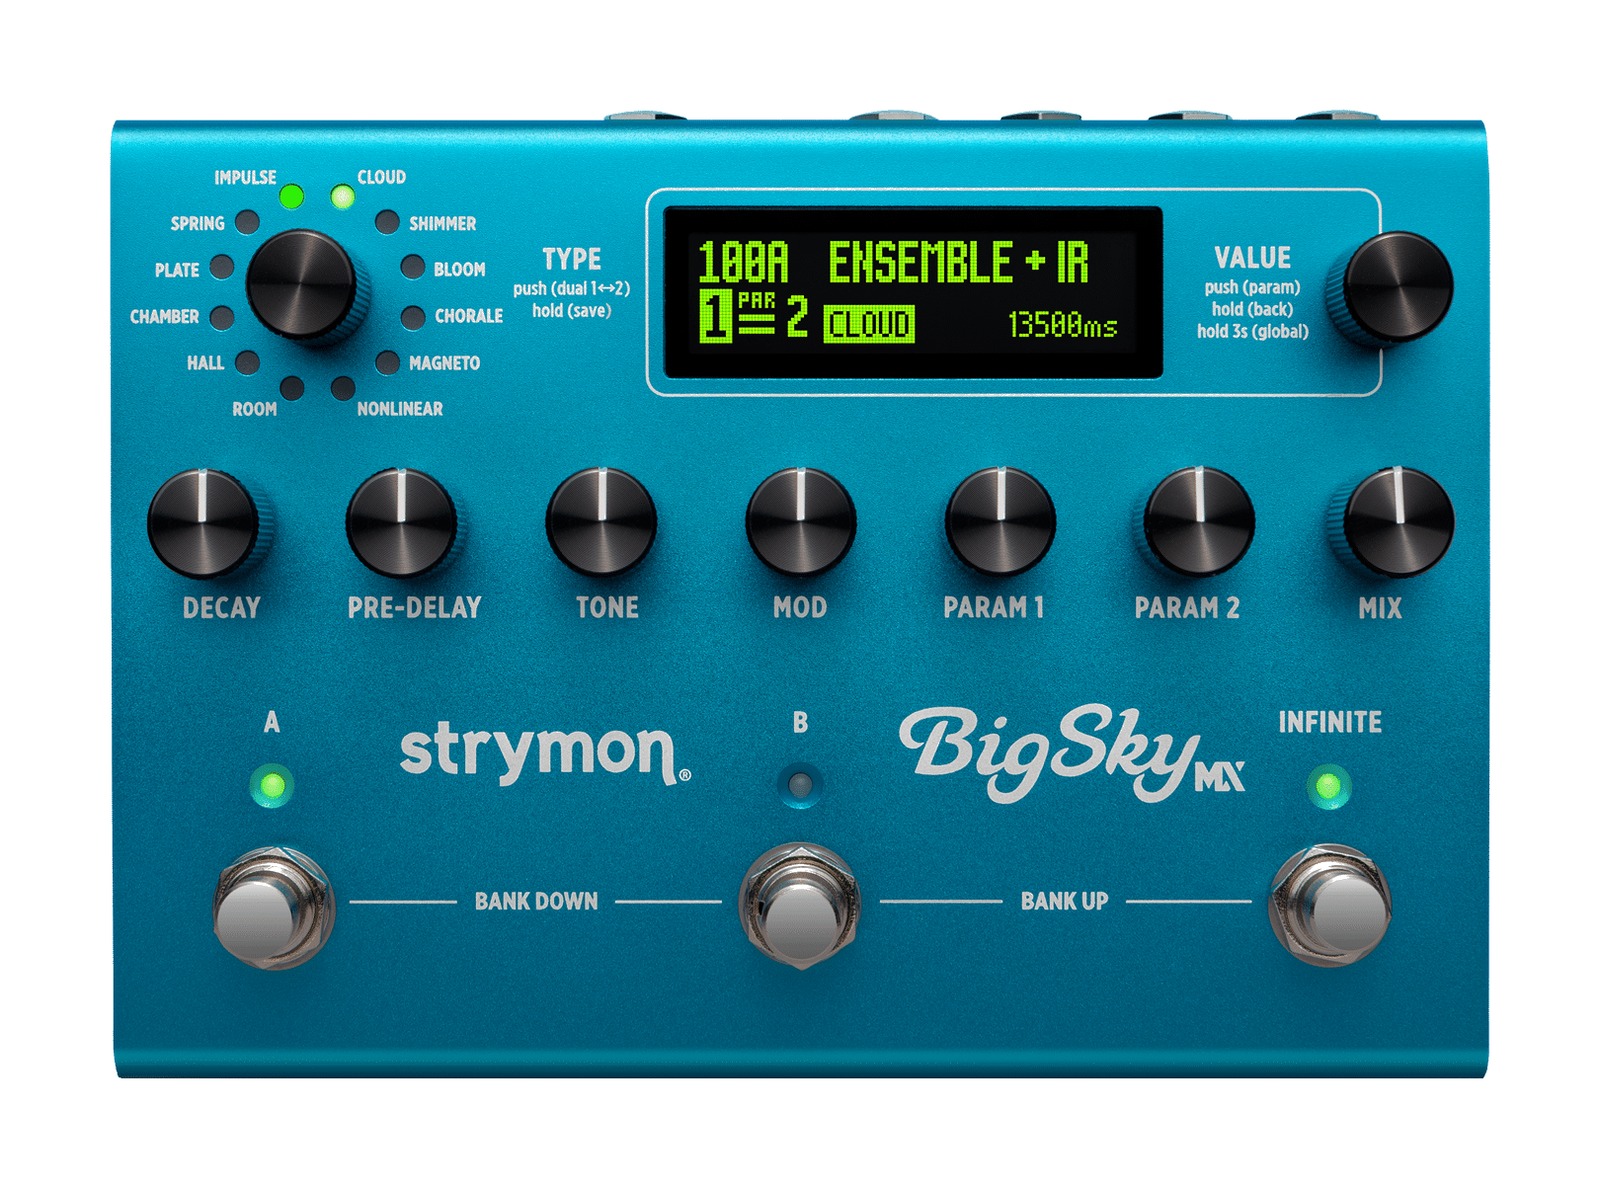 IMPULSE
CLOUD
SPRING
SHIMMER
PLATE
BLOOM
CHAMBER
CHORALE
HALL
MAGNETO
ROOM
NONLINEAR
TYPE
push (dual 1↔2)
hold (save)
100A ENSEMBLE + IR
1 PAR 2 CLOUD 13500ms
VALUE
push (param)
hold (back)
hold 3s (global)
DECAY
PRE-DELAY
TONE
MOD
PARAM 1
PARAM 2
MIX
A
strymon®
B
BigSky MX
INFINITE
BANK DOWN
BANK UP